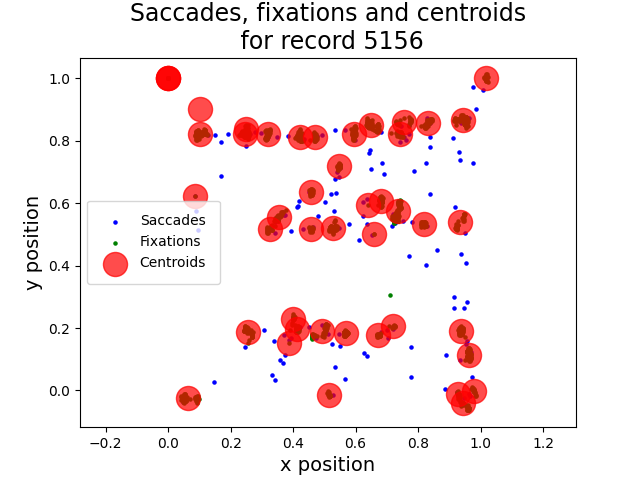 Saccades, fixations and centroids
for record 5156
1.0
0.8
0.6
0.4
0.2
0.0
y position
Saccades
Fixations
Centroids
−0.2
0.0
0.2
0.4
0.6
0.8
1.0
1.2
x position